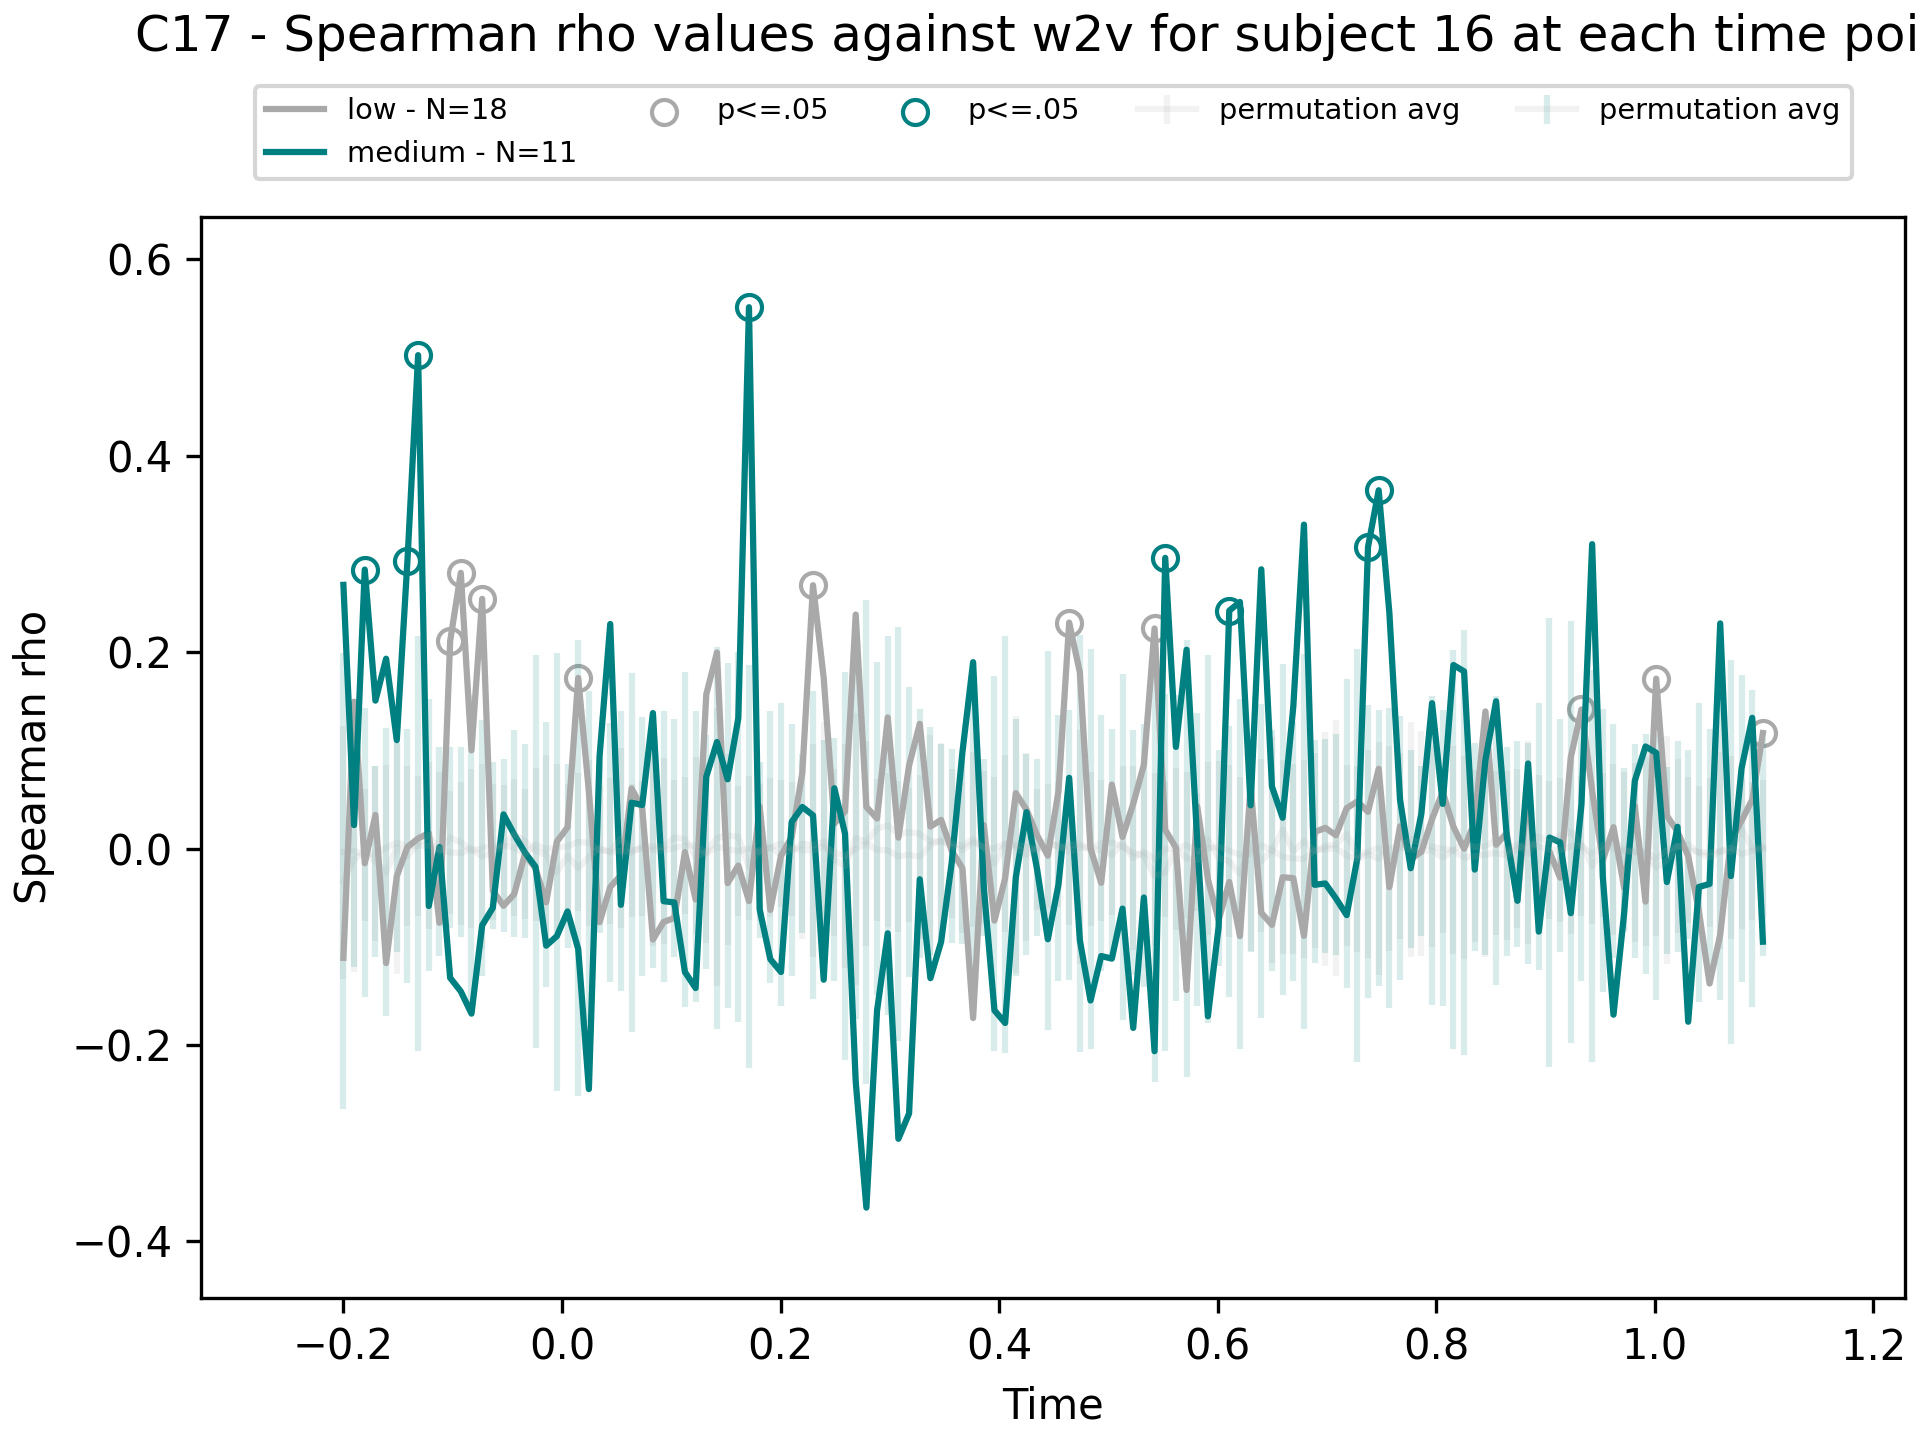 C17 - Spearman rho values against w2v for subject 16 at each time poi
low - N=18
medium - N=11
p<=.05
p<=.05
permutation avg
permutation avg
Spearman rho
0.6
0.4
0.2
0.0
−0.2
−0.4
−0.2
0.0
0.2
0.4
0.6
0.8
1.0
1.2
Time